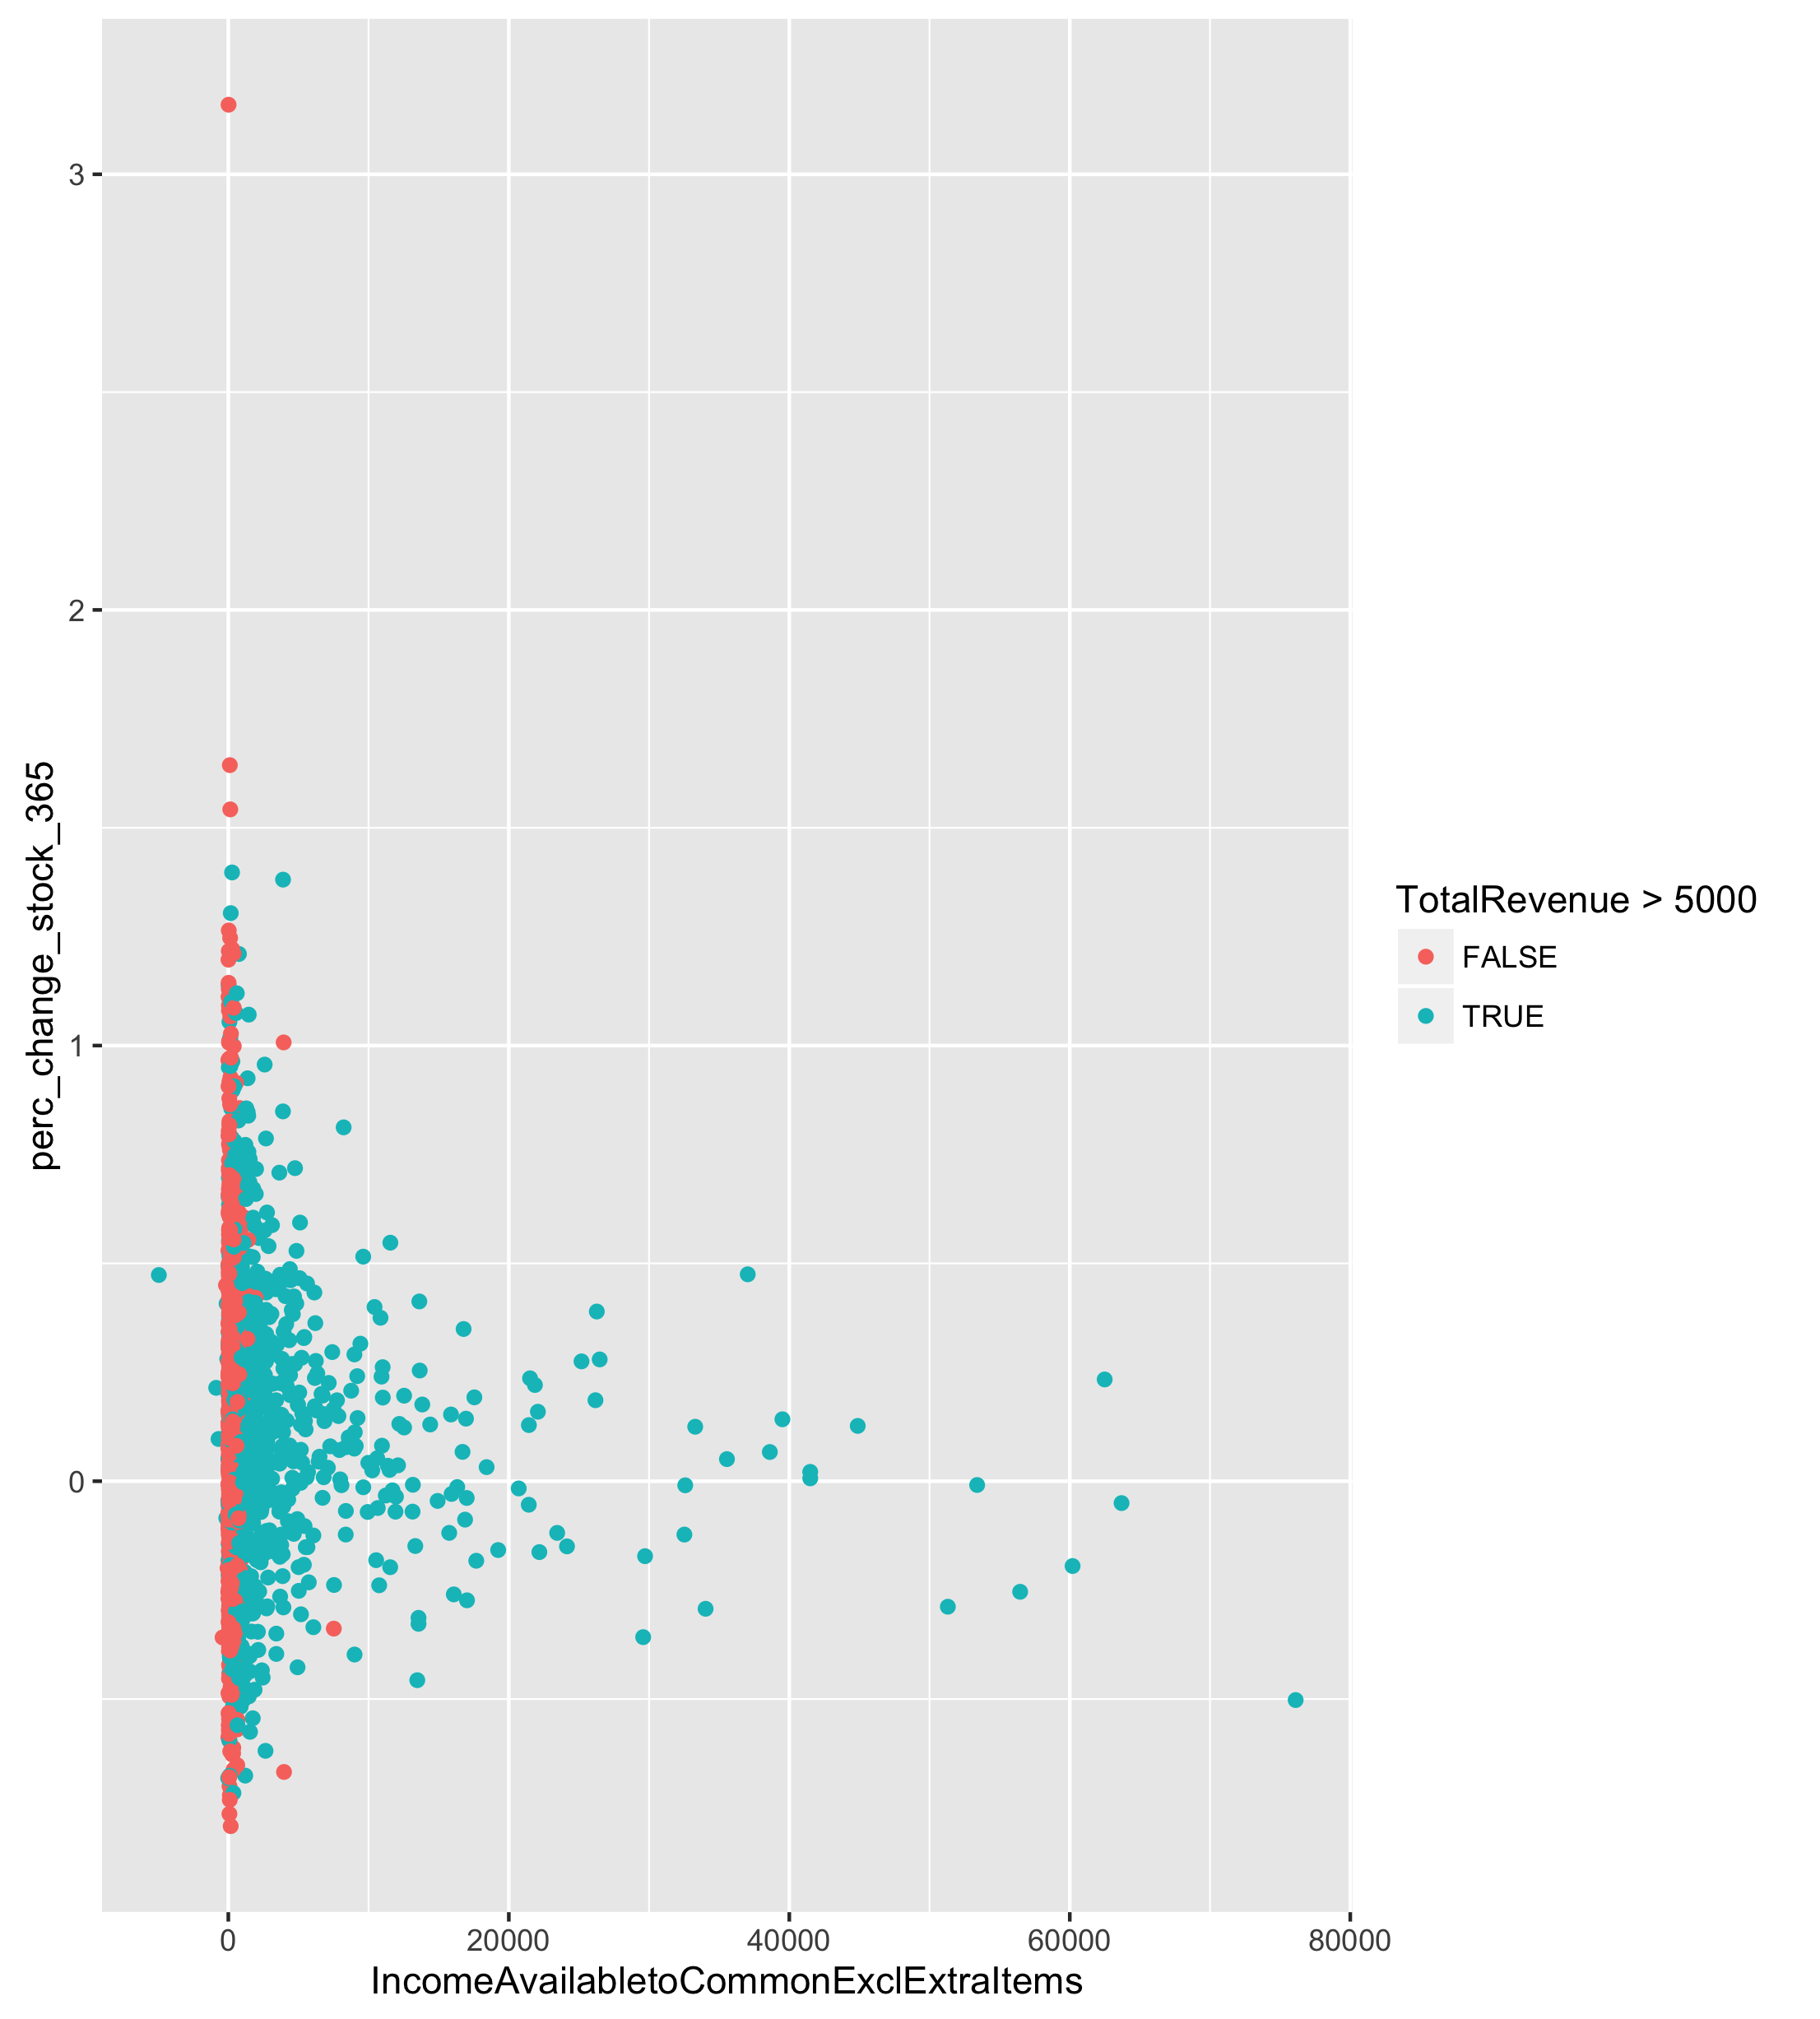 3
2
1
0
perc_change_stock_365
0 20000 40000 60000 80000
IncomeAvailabletoCommonExclExtraItems
TotalRevenue > 5000
FALSE
TRUE